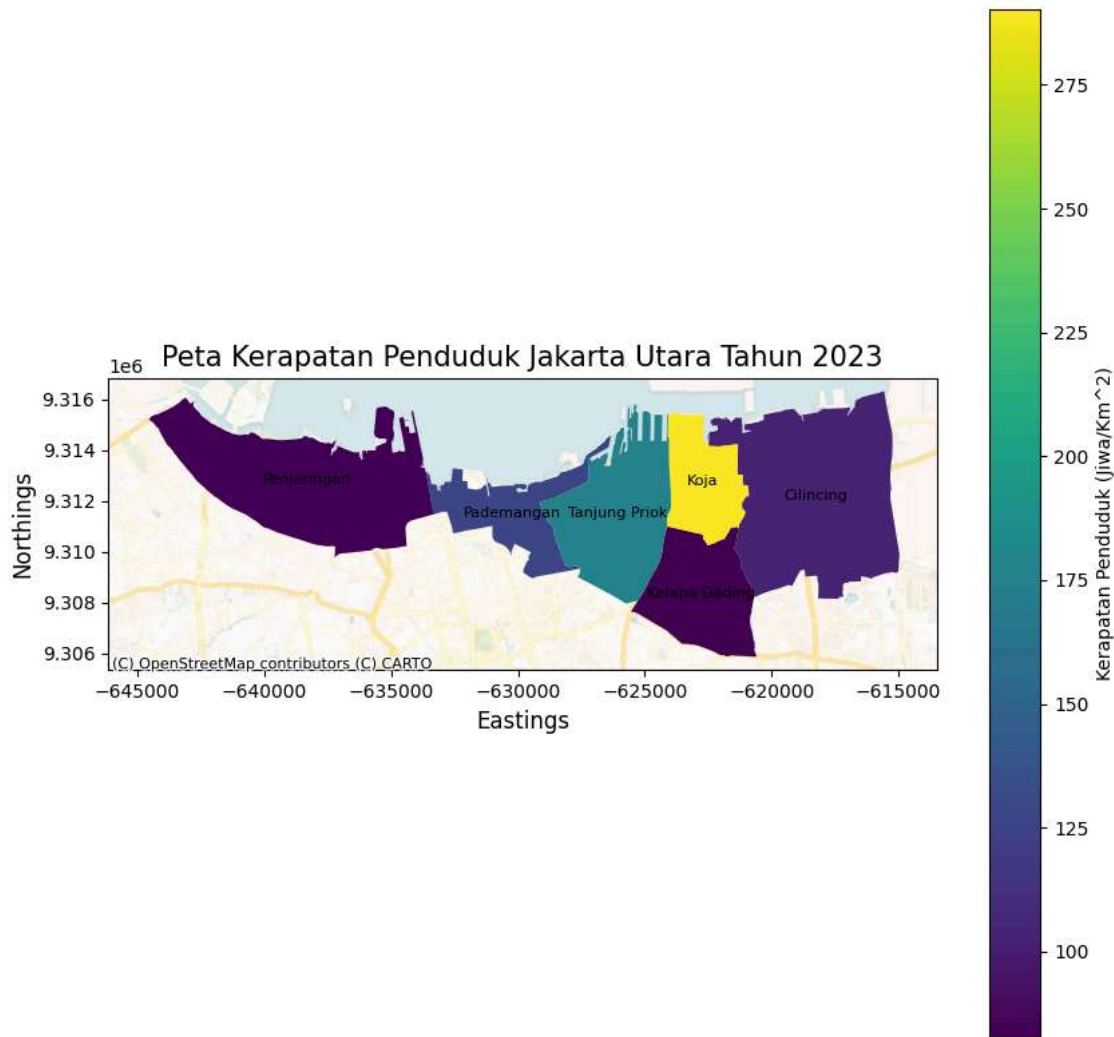 Peta Kerapatan Penduduk Jakarta Utara Tahun 2023
1e6
9.316
9.314
9.312
9.310
9.308
9.306
Northings
Penjaringan
Pademangan
Tanjung Priok
Koja
Cilincing
Kelapa Gading
(C) OpenStreetMap contributors (C) CARTO
−645000 −640000 −635000 −630000 −625000 −620000 −615000
Eastings
275
250
225
200
175
150
125
100
Kerapatan Penduduk (Jiwa/Km^2)